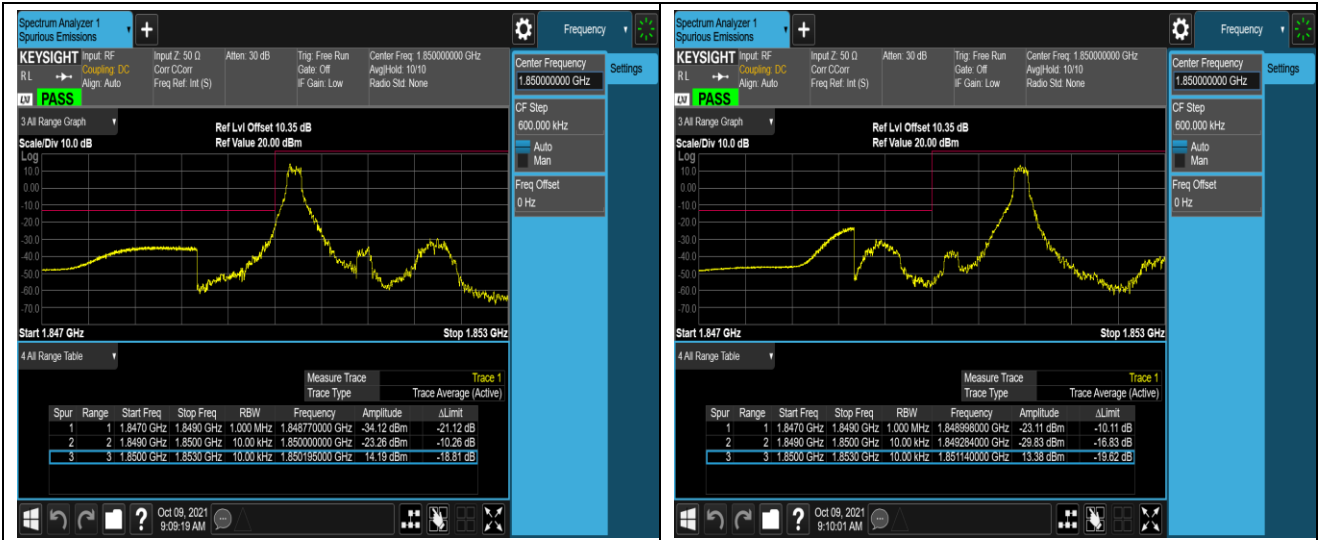 Spectrum Analyzer 1
Spurious Emissions
+
Frequency
KEYSIGHT Input: RF Input Z: 50 Ω Atten: 30 dB Trig: Free Run Center Freq: 1.850000000 GHz
RL Coupling: DC Corr CCorr Gate: Off Avg|Hold: 10/10
Align: Auto Freq Ref: Int (S) IF Gain: Low Radio Std: None
LXI PASS
Center Frequency
1.850000000 GHz
Settings
CF Step
600.000 kHz
Auto
Man
Freq Offset
0 Hz
3 All Range Graph
Ref Lvl Offset 10.35 dB
Scale/Div 10.0 dB Ref Value 20.00 dBm
Log
10.0
0.00
-10.0
-20.0
-30.0
-40.0
-50.0
-60.0
-70.0
Start 1.847 GHz Stop 1.853 GHz
4 All Range Table
Measure Trace Trace 1
Trace Type Trace Average (Active)
Spur Range Start Freq Stop Freq RBW Frequency Amplitude ΔLimit
1 1 1.8470 GHz 1.8490 GHz 1.000 MHz 1.848770000 GHz -34.12 dBm -21.12 dB
2 2 1.8490 GHz 1.8500 GHz 10.00 kHz 1.850000000 GHz -23.26 dBm -10.26 dB
3 3 1.8500 GHz 1.8530 GHz 10.00 kHz 1.850195000 GHz 14.19 dBm -18.81 dB
? Oct 09, 2021
9:09:19 AM
Spectrum Analyzer 1
Spurious Emissions
+
Frequency
KEYSIGHT Input: RF Input Z: 50 Ω Atten: 30 dB Trig: Free Run Center Freq: 1.850000000 GHz
RL Coupling: DC Corr CCorr Gate: Off Avg|Hold: 10/10
Align: Auto Freq Ref: Int (S) IF Gain: Low Radio Std: None
LXI PASS
Center Frequency
1.850000000 GHz
Settings
CF Step
600.000 kHz
Auto
Man
Freq Offset
0 Hz
3 All Range Graph
Ref Lvl Offset 10.35 dB
Scale/Div 10.0 dB Ref Value 20.00 dBm
Log
10.0
0.00
-10.0
-20.0
-30.0
-40.0
-50.0
-60.0
-70.0
Start 1.847 GHz Stop 1.853 GHz
4 All Range Table
Measure Trace Trace 1
Trace Type Trace Average (Active)
Spur Range Start Freq Stop Freq RBW Frequency Amplitude ΔLimit
1 1 1.8470 GHz 1.8490 GHz 1.000 MHz 1.848998000 GHz -23.11 dBm -10.11 dB
2 2 1.8490 GHz 1.8500 GHz 10.00 kHz 1.849284000 GHz -29.83 dBm -16.83 dB
3 3 1.8500 GHz 1.8530 GHz 10.00 kHz 1.851140000 GHz 13.38 dBm -19.62 dB
? Oct 09, 2021
9:10:01 AM